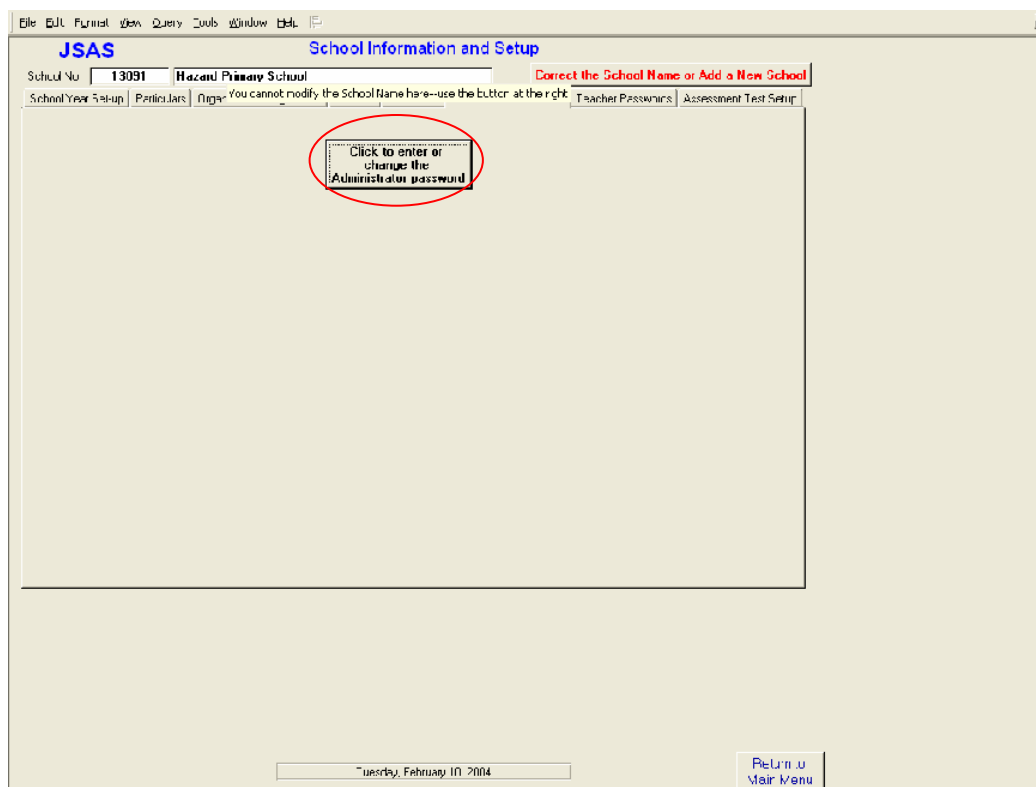 File Edit Format View Query Tools Window Help
JSAS School Information and Setup
School No 13091 Hazard Primary School Correct the School Name or Add a New School
School Year Set-up Particulars Orga You cannot modify the School Name here--use the button at the right Teacher Passwords Assessment Test Setup
Click to enter or
change the
Administrator password
Tuesday, February 10, 2004
Return to
Main Menu